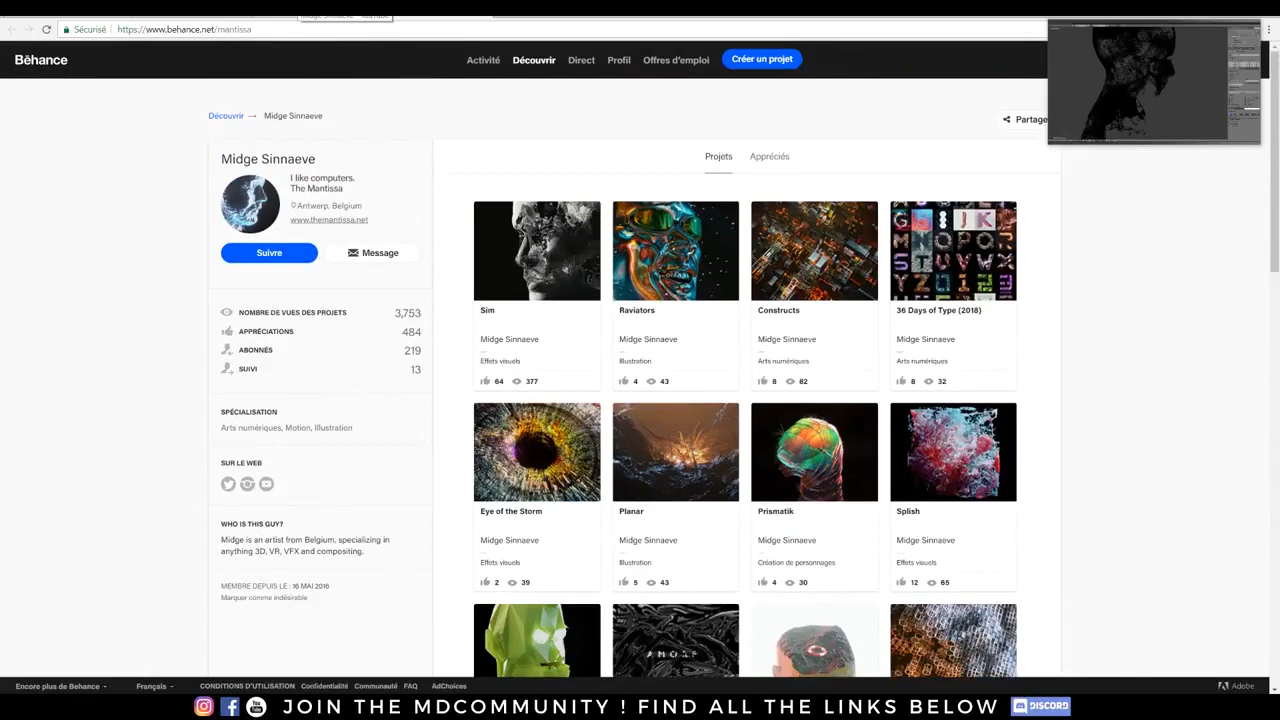 Midge Sinnaeve - YouTube
Sécurisé
https://www.behance.net/mantissa
Bēhance
Activité
Découvrir
Direct
Profil
Offres d'emploi
Créer un projet
Découvrir → Midge Sinnaeve
Partage
Midge Sinnaeve
I like computers.
The Mantissa
Antwerp, Belgium
www.themantissa.net
Suivre
Message
NOMBRE DE VUES DES PROJETS 3,753
APPRÉCIATIONS 484
ABONNÉS 219
SUIVI 13
SPÉCIALISATION
Arts numériques, Motion, Illustration
SUR LE WEB
WHO IS THIS GUY?
Midge is an artist from Belgium, specializing in
anything 3D, VR, VFX and compositing.
MEMBRE DEPUIS LE : 16 MAI 2016
Marquer comme indésirable
Projets
Appréciés
Sim
Midge Sinnaeve
Effets visuels
64 377
Raviators
Midge Sinnaeve
Illustration
4 43
Constructs
Midge Sinnaeve
Arts numériques
8 82
36 Days of Type (2018)
Midge Sinnaeve
Arts numériques
8 32
Eye of the Storm
Midge Sinnaeve
Effets visuels
2 39
Planar
Midge Sinnaeve
Illustration
5 43
Prismatik
Midge Sinnaeve
Création de personnages
4 30
Splish
Midge Sinnaeve
Effets visuels
12 65
AMORF
Encore plus de Behance
Français
CONDITIONS D'UTILISATION
Confidentialité
Communauté
FAQ
AdChoices
Adobe
JOIN THE MDCOMMUNITY ! FIND ALL THE LINKS BELOW
DISCORD